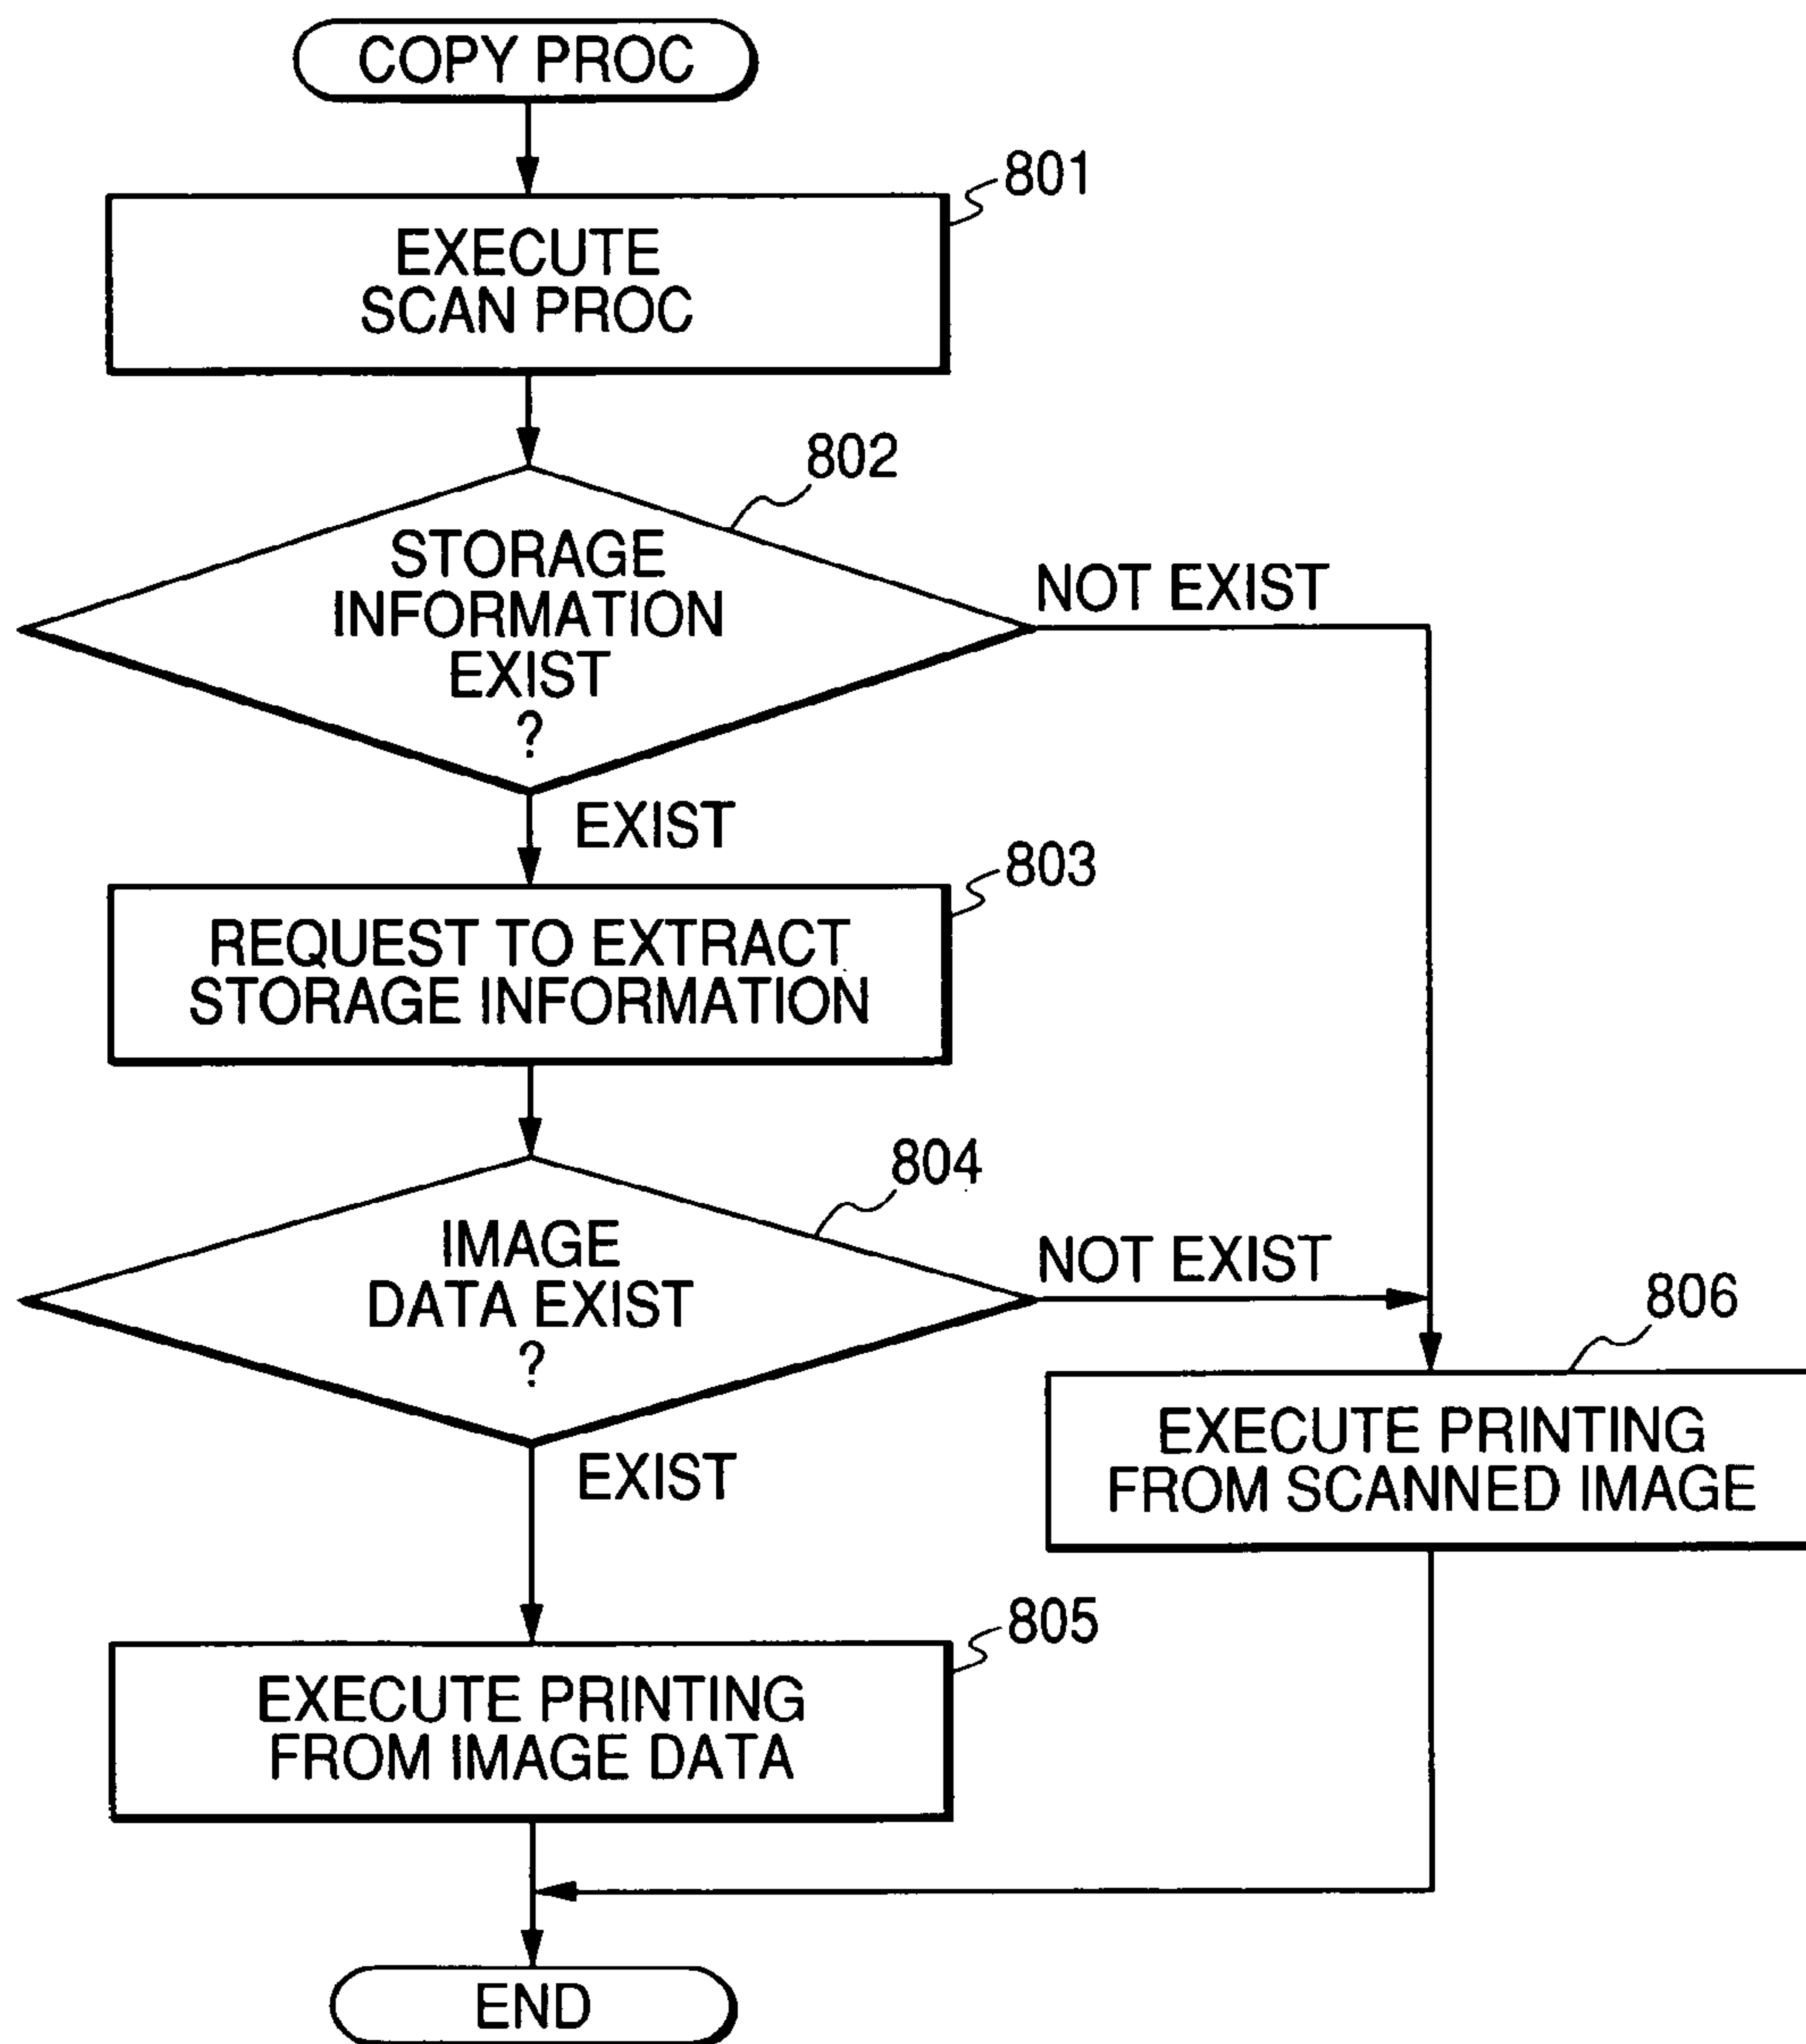 COPY PROC
801
EXECUTE
SCAN PROC
802
STORAGE
INFORMATION
EXIST
?
NOT EXIST
EXIST
803
REQUEST TO EXTRACT
STORAGE INFORMATION
804
IMAGE
DATA EXIST
?
NOT EXIST
EXIST
806
EXECUTE PRINTING
FROM SCANNED IMAGE
805
EXECUTE PRINTING
FROM IMAGE DATA
END